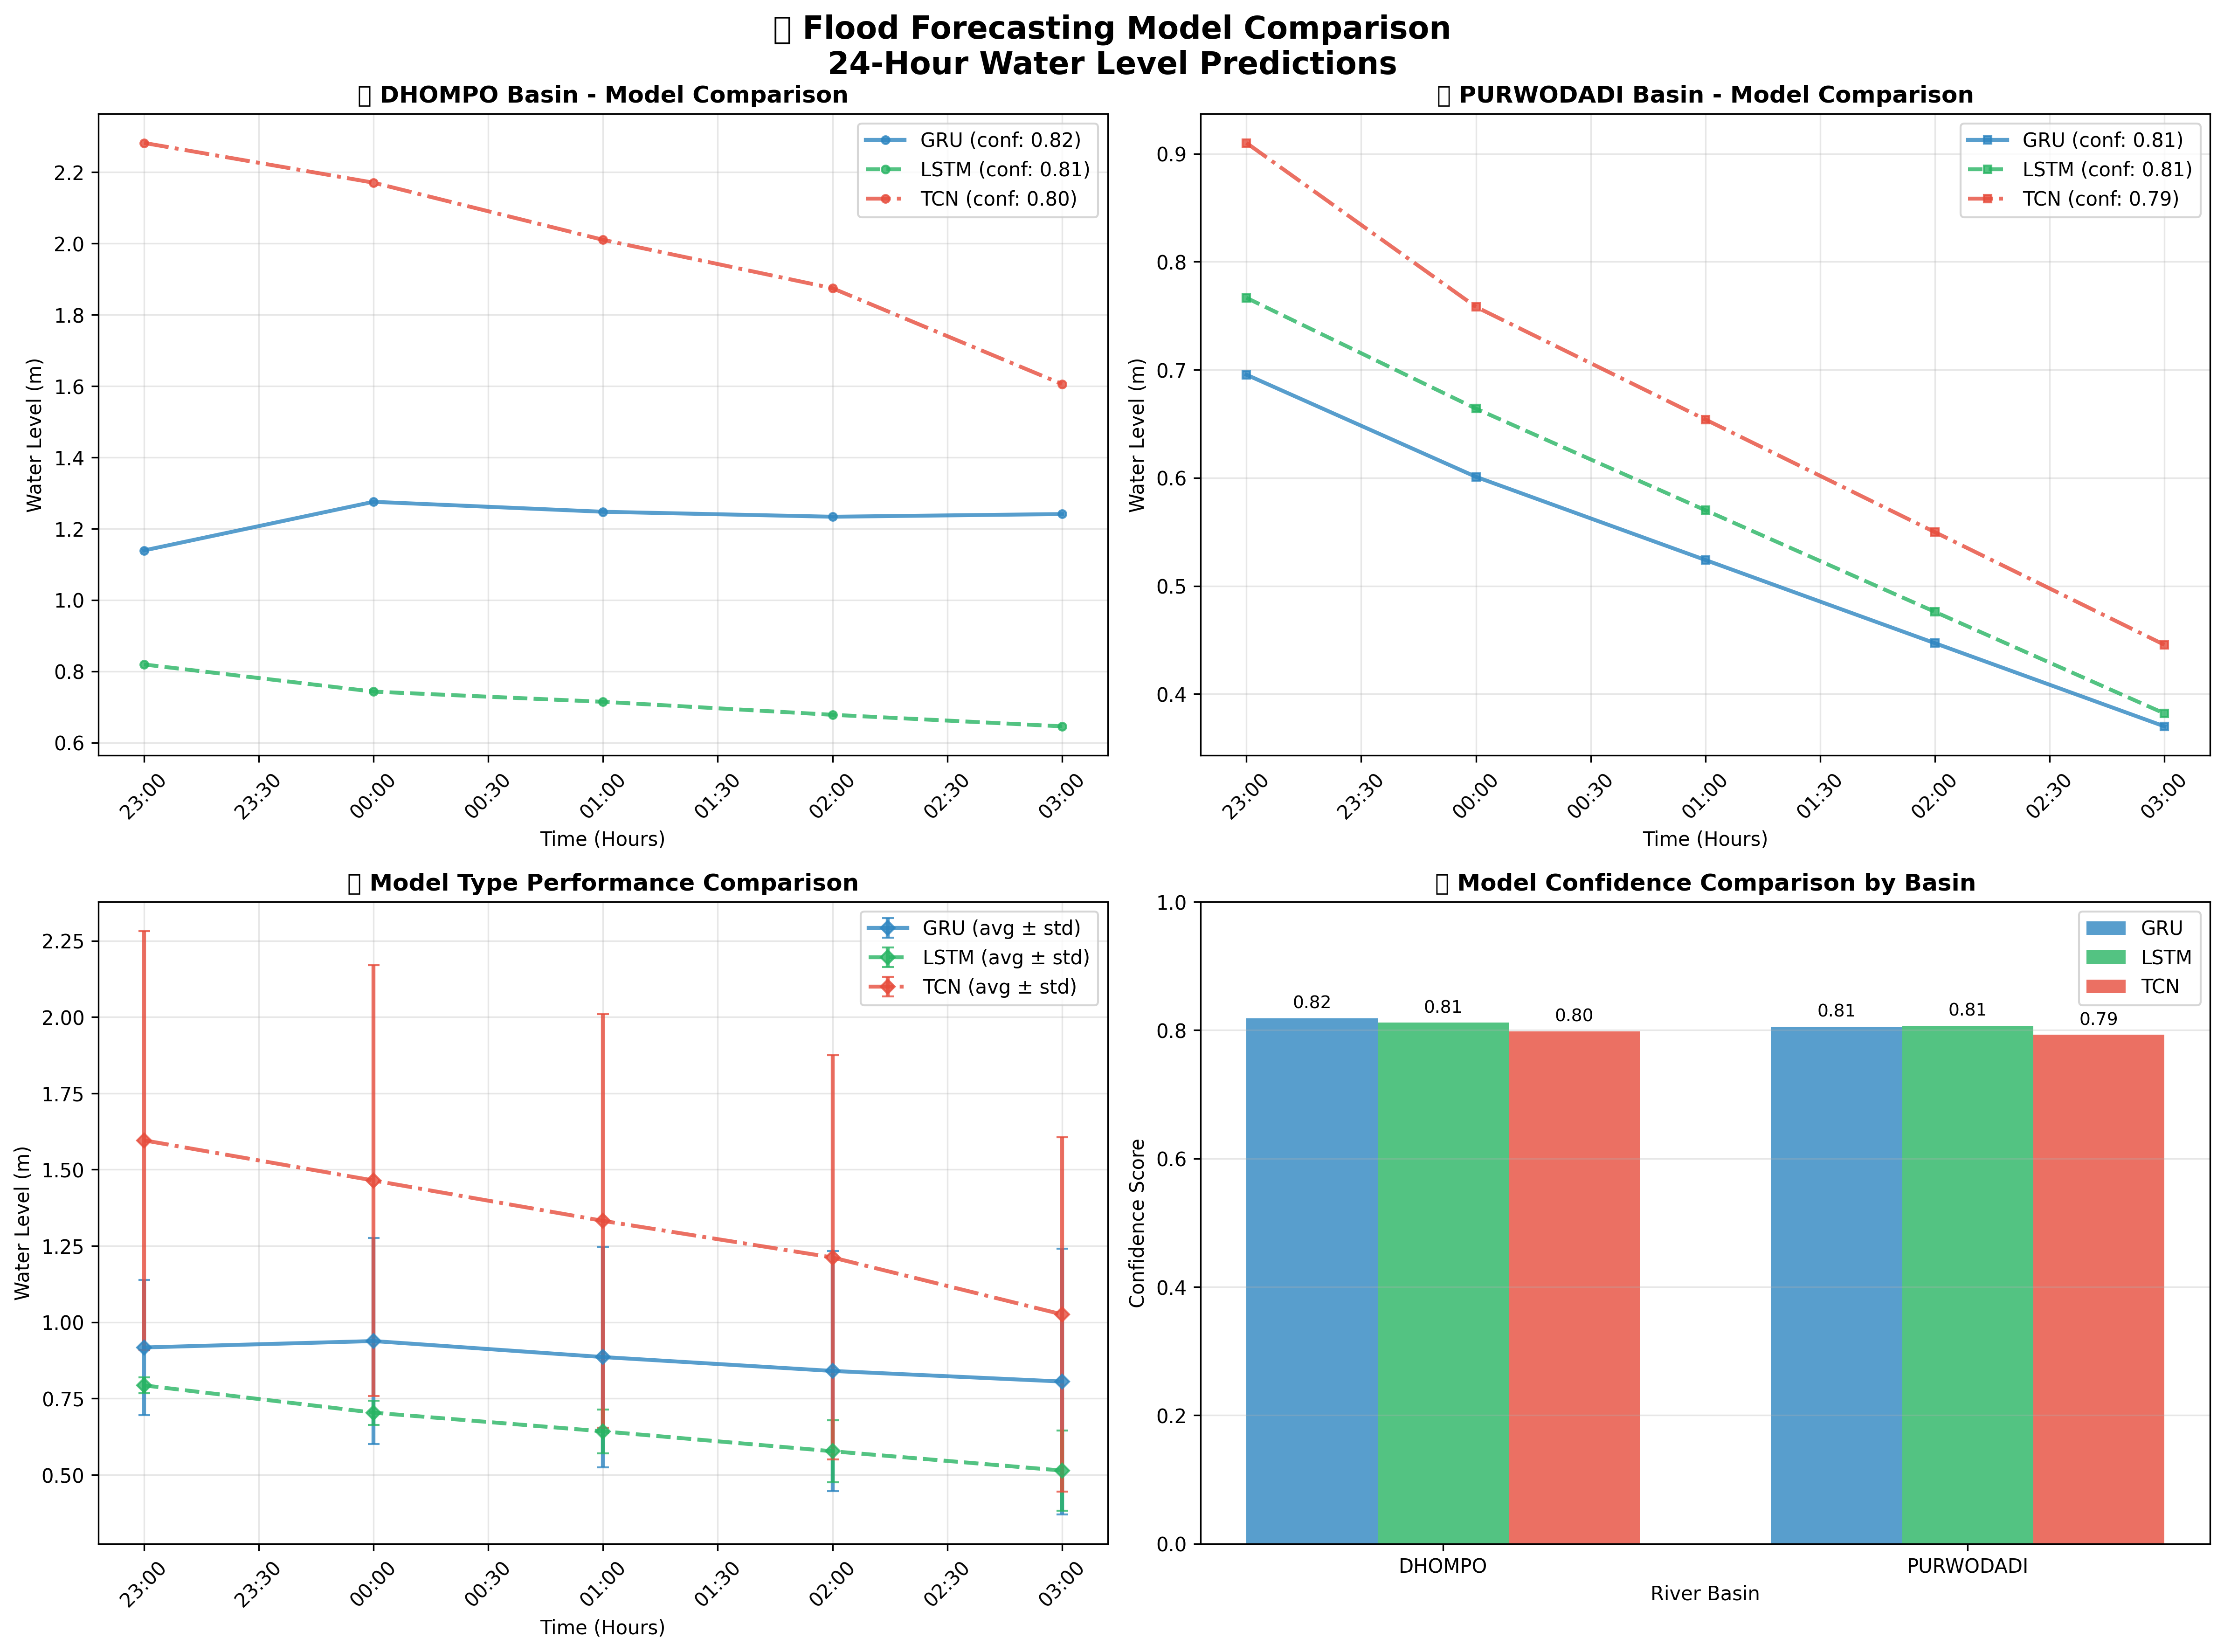 Flood Forecasting Model Comparison
24-Hour Water Level Predictions
DHOMPO Basin - Model Comparison
GRU (conf: 0.82)
LSTM (conf: 0.81)
TCN (conf: 0.80)
Water Level (m)
2.2
2.0
1.8
1.6
1.4
1.2
1.0
0.8
0.6
23:00
23:30
00:00
00:30
01:00
01:30
02:00
02:30
03:00
Time (Hours)
PURWODADI Basin - Model Comparison
GRU (conf: 0.81)
LSTM (conf: 0.81)
TCN (conf: 0.79)
Water Level (m)
0.9
0.8
0.7
0.6
0.5
0.4
23:00
23:30
00:00
00:30
01:00
01:30
02:00
02:30
03:00
Time (Hours)
Model Type Performance Comparison
GRU (avg ± std)
LSTM (avg ± std)
TCN (avg ± std)
Water Level (m)
2.25
2.00
1.75
1.50
1.25
1.00
0.75
0.50
23:00
23:30
00:00
00:30
01:00
01:30
02:00
02:30
03:00
Time (Hours)
Model Confidence Comparison by Basin
GRU
LSTM
TCN
Confidence Score
1.0
0.8
0.6
0.4
0.2
0.0
0.82
0.81
0.80
0.81
0.81
0.79
DHOMPO
PURWODADI
River Basin